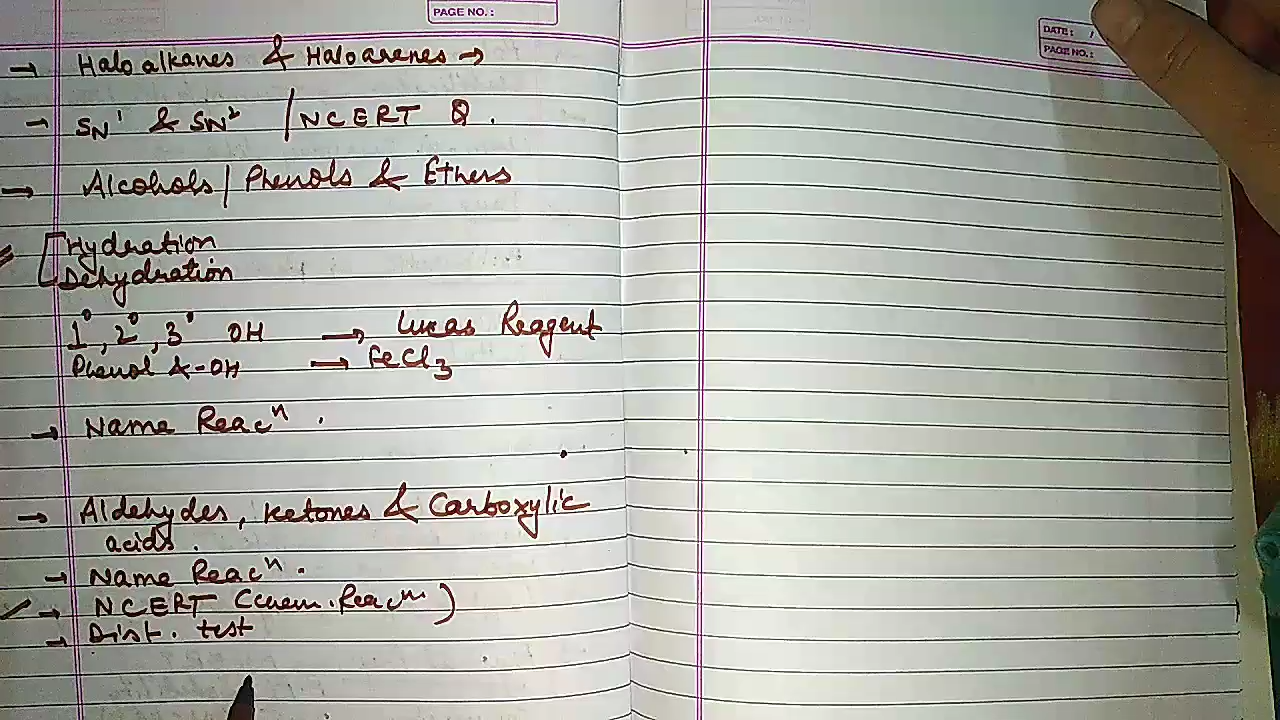 PAGE NO.:
DATE: /
PAGE NO.:
→ Haloalkanes & Haloarenes →
→ SN¹ & SN² / NCERT Q.
→ Alcohols / Phenols & Ethers
Hydration
Dehydration
1°, 2°, 3° OH → Lucas Reagent
Phenol & -OH → FeCl3
→ Name Reacⁿ.
→ Aldehydes, Ketones & Carboxylic
acids.
→ Name Reacⁿ.
→ NCERT (Chem. Reacⁿ)
→ Dist. test